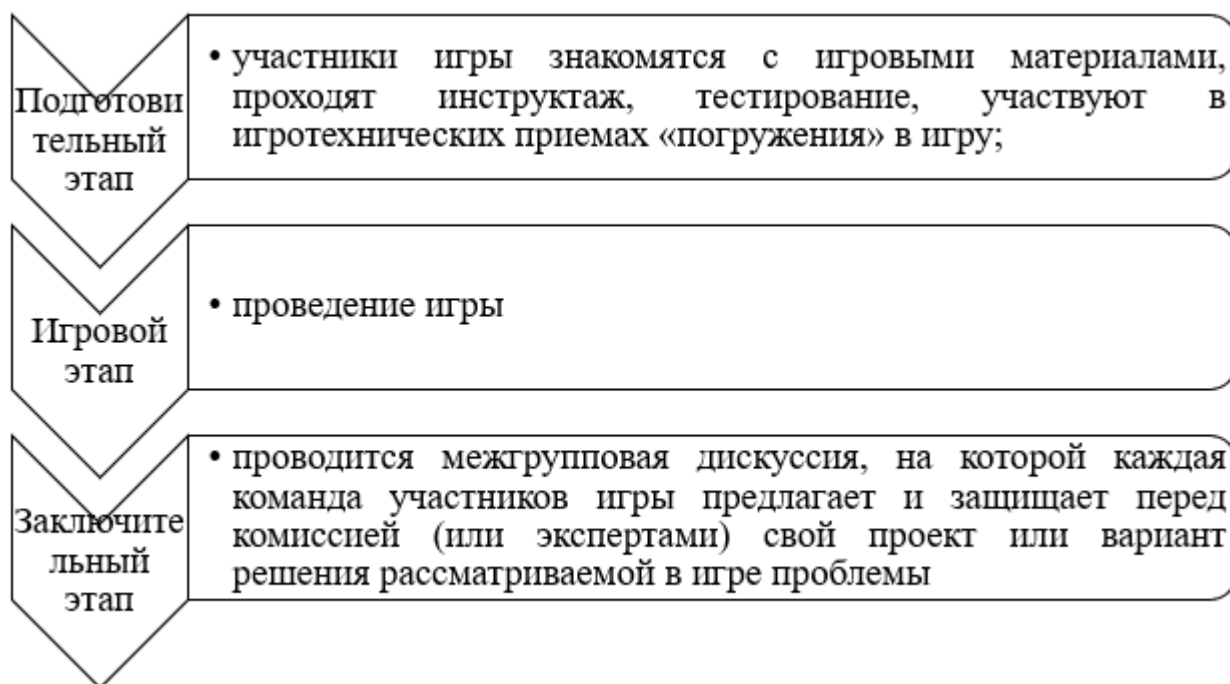 Подготови
тельный
этап
• участники игры знакомятся с игровыми материалами,
проходят инструктаж, тестирование, участвуют в
игротехнических приемах «погружения» в игру;
Игровой
этап
• проведение игры
Заключите
льный
этап
• проводится межгрупповая дискуссия, на которой каждая
команда участников игры предлагает и защищает перед
комиссией (или экспертами) свой проект или вариант
решения рассматриваемой в игре проблемы